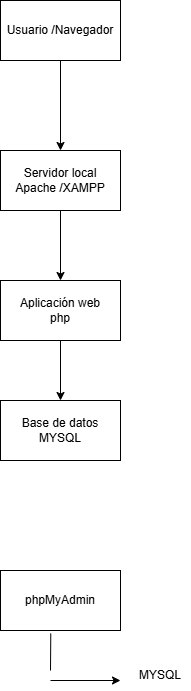 Usuario /Navegador
Servidor local
Apache /XAMPP
Aplicación web
php
Base de datos
MYSQL
phpMyAdmin
MYSQL